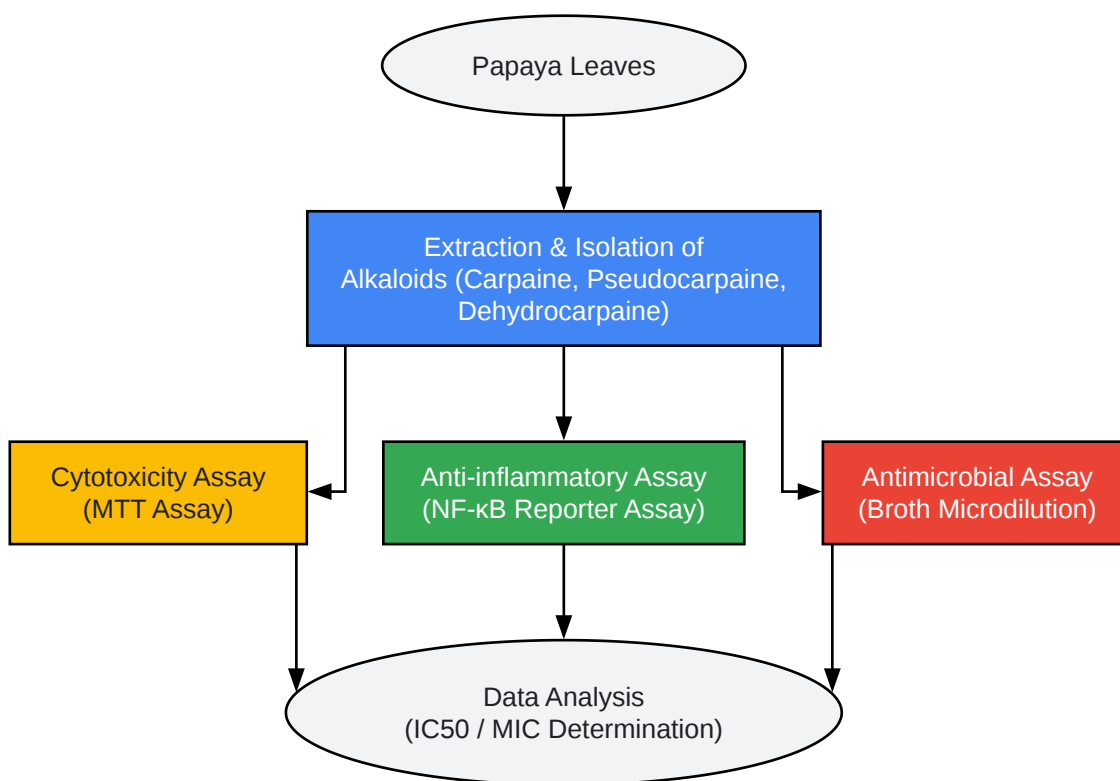 Papaya Leaves
Extraction & Isolation of
Alkaloids (Carpaine, Pseudocarpaine,
Dehydrocarpaine)
Cytotoxicity Assay
(MTT Assay)
Anti-inflammatory Assay
(NF-κB Reporter Assay)
Antimicrobial Assay
(Broth Microdilution)
Data Analysis
(IC50 / MIC Determination)